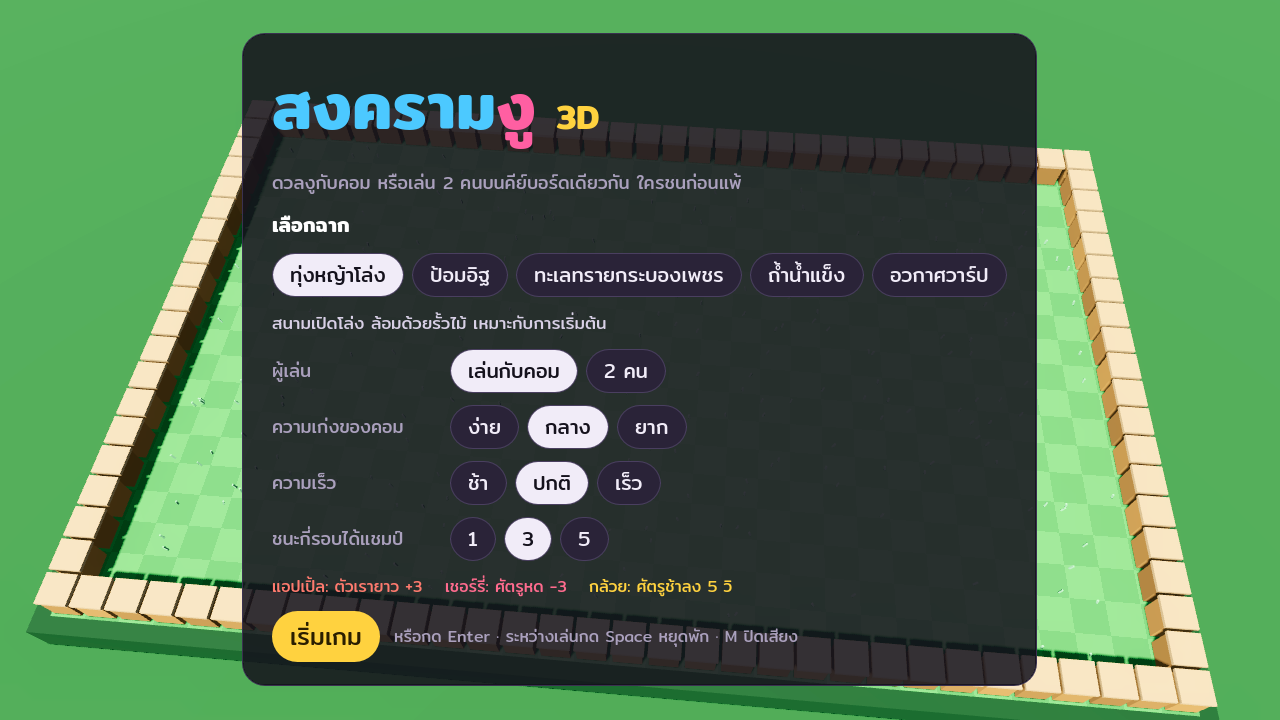 สงครามงู 3D
ดวลงูกับคอม หรือเล่น 2 คนบนคีย์บอร์ดเดียวกัน ใครชนก่อนแพ้
เลือกฉาก
ทุ่งหญ้าโล่ง ป้อมอิฐ ทะเลทรายกระบองเพชร ถ้ำน้ำแข็ง อวกาศวาร์ป
สนามเปิดโล่ง ล้อมด้วยรั้วไม้ เหมาะกับการเริ่มต้น
ผู้เล่น เล่นกับคอม 2 คน
ความเก่งของคอม ง่าย กลาง ยาก
ความเร็ว ช้า ปกติ เร็ว
ชนะกี่รอบได้แชมป์ 1 3 5
แอปเปิ้ล: ตัวเรายาว +3 เชอร์รี่: ศัตรูหด -3 กล้วย: ศัตรูช้าลง 5 วิ
เริ่มเกม หรือกด Enter · ระหว่างเล่นกด Space หยุดพัก · M ปิดเสียง